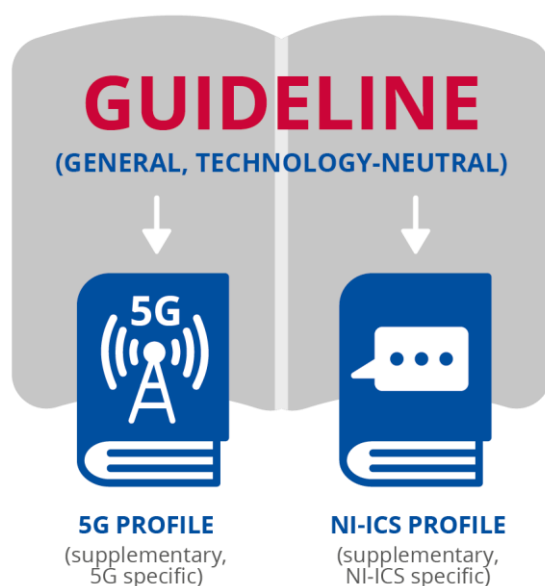 GUIDELINE
(GENERAL, TECHNOLOGY-NEUTRAL)
5G
5G PROFILE
(supplementary,
5G specific)
NI-ICS PROFILE
(supplementary,
NI-ICS specific)